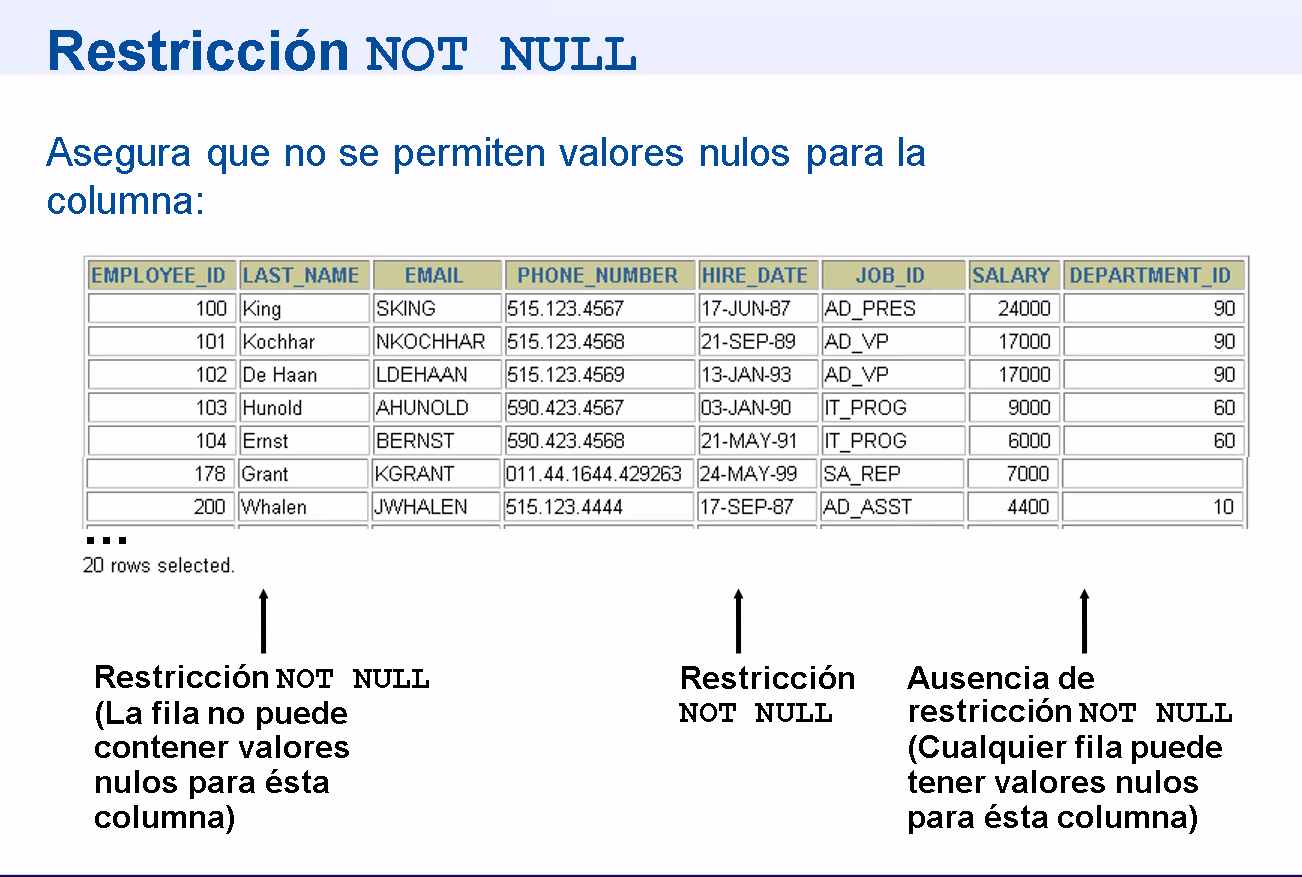 Restricción NOT NULL
Asegura que no se permiten valores nulos para la
columna:
EMPLOYEE_ID LAST_NAME EMAIL PHONE_NUMBER HIRE_DATE JOB_ID SALARY DEPARTMENT_ID
100 King SKING 515.123.4567 17-JUN-87 AD_PRES 24000 90
101 Kochhar NKOCHHAR 515.123.4568 21-SEP-89 AD_VP 17000 90
102 De Haan LDEHAAN 515.123.4569 13-JAN-93 AD_VP 17000 90
103 Hunold AHUNOLD 590.423.4567 03-JAN-90 IT_PROG 9000 60
104 Ernst BERNST 590.423.4568 21-MAY-91 IT_PROG 6000 60
178 Grant KGRANT 011.44.1644.429263 24-MAY-99 SA_REP 7000
200 Whalen JWHALEN 515.123.4444 17-SEP-87 AD_ASST 4400 10
...
20 rows selected.
Restricción NOT NULL
(La fila no puede
contener valores
nulos para ésta
columna)
Restricción
NOT NULL
Ausencia de
restricción NOT NULL
(Cualquier fila puede
tener valores nulos
para ésta columna)